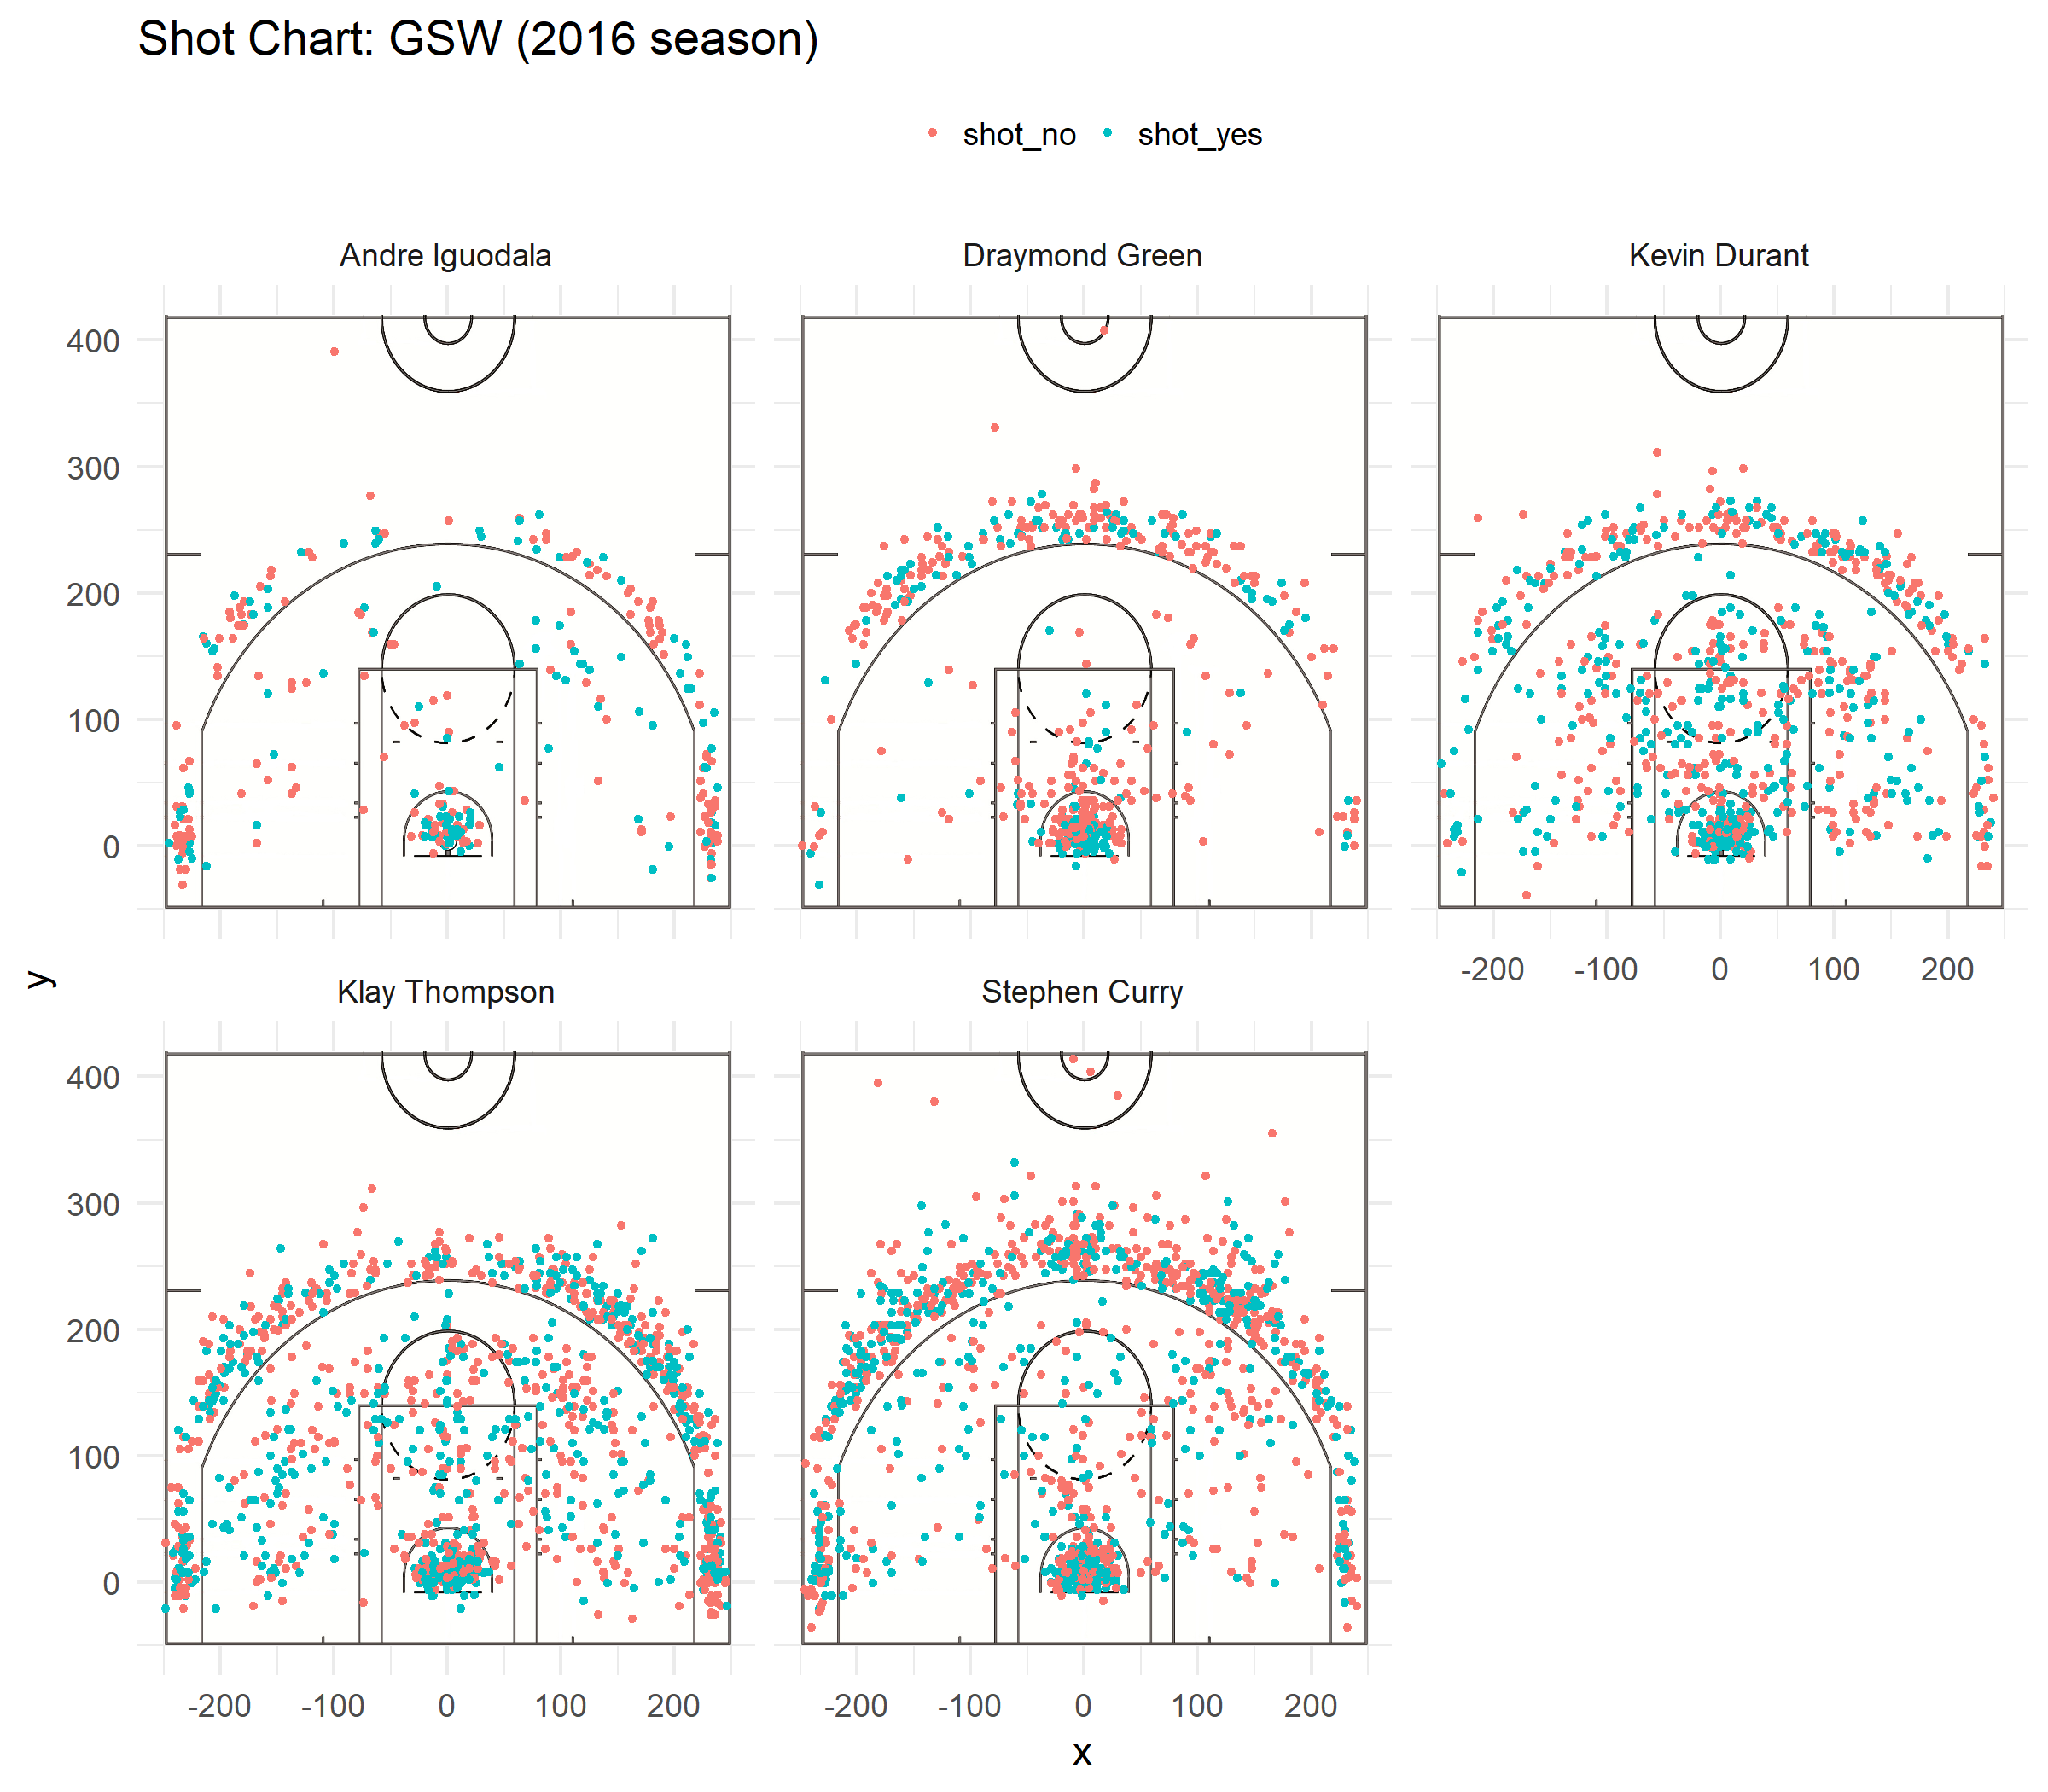 Shot Chart: GSW (2016 season)
shot_no shot_yes
Andre Iguodala Draymond Green Kevin Durant
400
300
200
100
0
-200 -100 0 100 200
y
Klay Thompson Stephen Curry
400
300
200
100
0
-200 -100 0 100 200 -200 -100 0 100 200
x